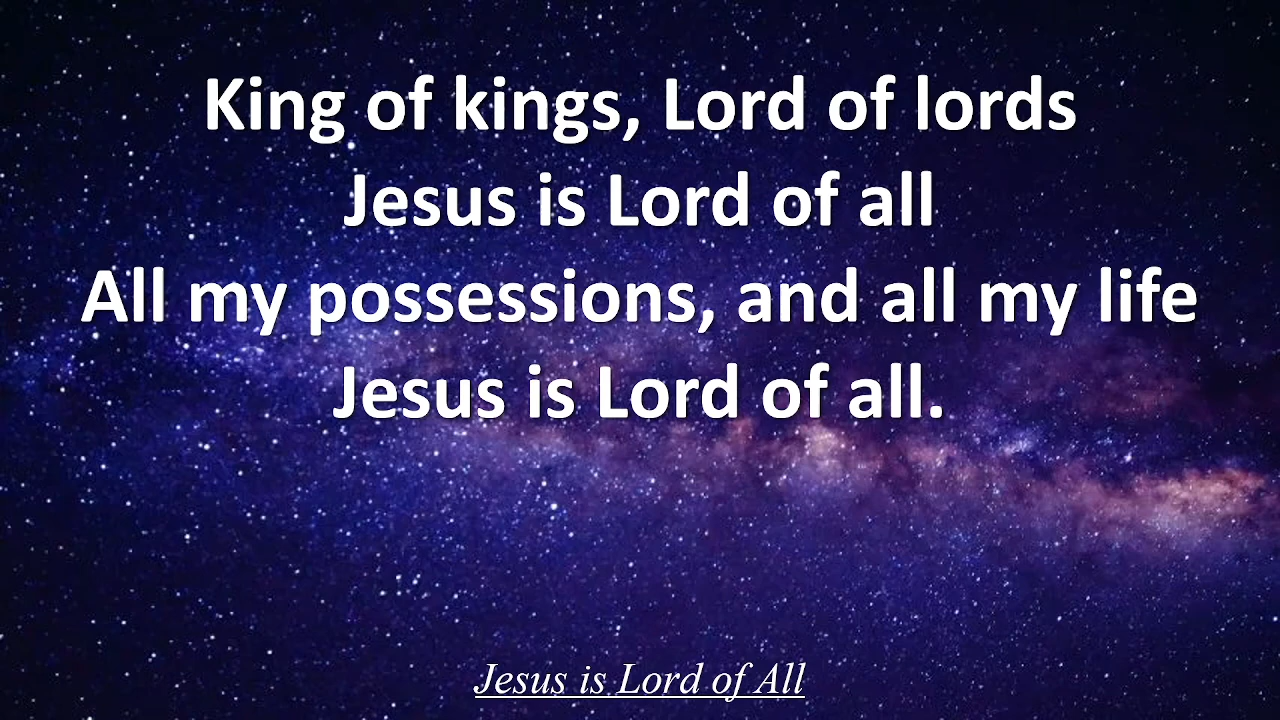 King of kings, Lord of lords
Jesus is Lord of all
All my possessions, and all my life
Jesus is Lord of all.
Jesus is Lord of All